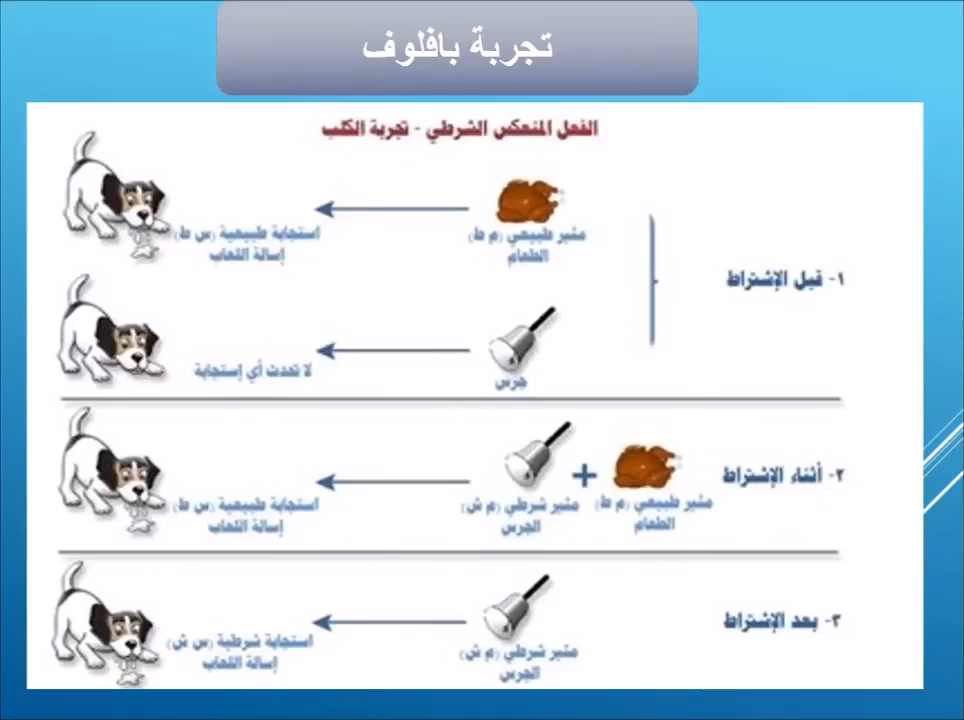 تجربة بافلوف
الفعل المنعكس الشرطي - تجربة الكلب
١- قبل الإشتراط
مثير طبيعي (م ط)
الطعام
استجابة طبيعية (س ط)
إسالة اللعاب
جرس
لا تحدث أي إستجابة
٢- أثناء الإشتراط
مثير طبيعي (م ط)
الطعام
+
مثير شرطي (م ش)
الجرس
استجابة طبيعية (س ط)
إسالة اللعاب
٣- بعد الإشتراط
مثير شرطي (م ش)
الجرس
استجابة شرطية (س ش)
إسالة اللعاب